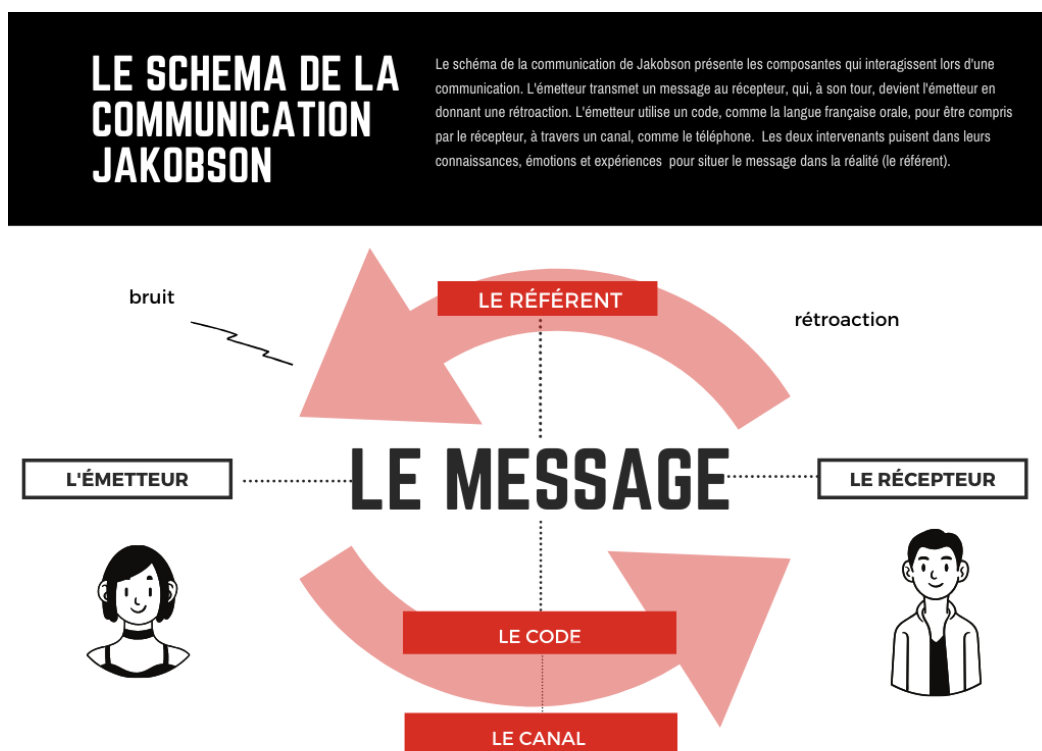 LE SCHEMA DE LA
COMMUNICATION
JAKOBSON
Le schéma de la communication de Jakobson présente les composantes qui interagissent lors d'une
communication. L'émetteur transmet un message au récepteur, qui, à son tour, devient l'émetteur en
donnant une rétroaction. L'émetteur utilise un code, comme la langue française orale, pour être compris
par le récepteur, à travers un canal, comme le téléphone. Les deux intervenants puisent dans leurs
connaissances, émotions et expériences pour situer le message dans la réalité (le référent).
bruit
LE RÉFÉRENT
rétroaction
L'ÉMETTEUR
LE MESSAGE
LE RÉCEPTEUR
LE CODE
LE CANAL